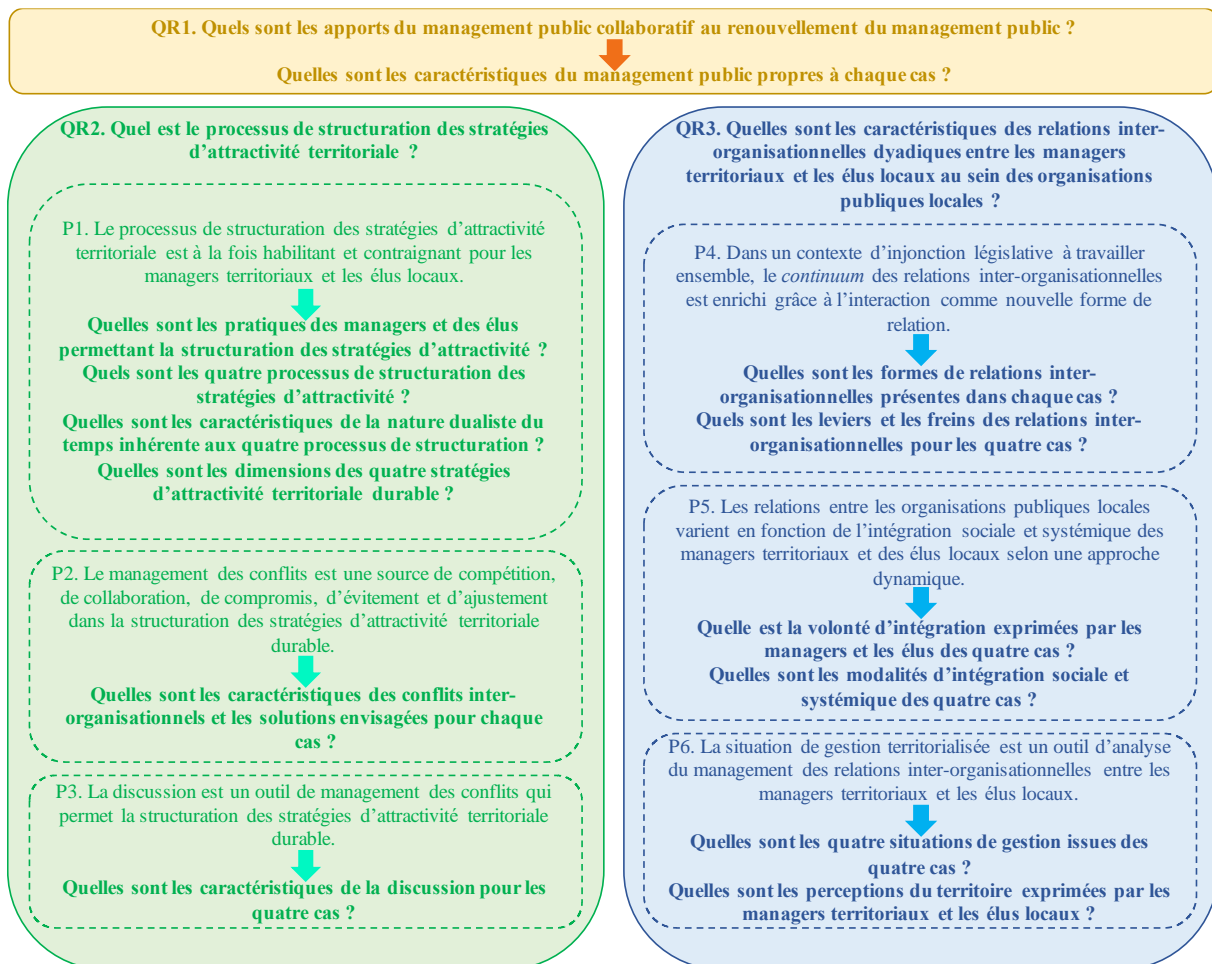 QR1. Quels sont les apports du management public collaboratif au renouvellement du management public ?
Quelles sont les caractéristiques du management public propres à chaque cas ?
QR2. Quel est le processus de structuration des stratégies
d'attractivité territoriale ?
P1. Le processus de structuration des stratégies d'attractivité
territoriale est à la fois habilitant et contraignant pour les
managers territoriaux et les élus locaux.
Quelles sont les pratiques des managers et des élus
permettant la structuration des stratégies d'attractivité ?
Quels sont les quatre processus de structuration des
stratégies d'attractivité ?
Quelles sont les caractéristiques de la nature dualiste du
temps inhérente aux quatre processus de structuration ?
Quelles sont les dimensions des quatre stratégies
d'attractivité territoriale durable ?
P2. Le management des conflits est une source de compétition,
de collaboration, de compromis, d'évitement et d'ajustement
dans la structuration des stratégies d'attractivité territoriale
durable.
Quelles sont les caractéristiques des conflits inter-
organisationnels et les solutions envisagées pour chaque
cas ?
P3. La discussion est un outil de management des conflits qui
permet la structuration des stratégies d'attractivité territoriale
durable.
Quelles sont les caractéristiques de la discussion pour les
quatre cas ?
QR3. Quelles sont les caractéristiques des relations inter-
organisationnelles dyadiques entre les managers
territoriaux et les élus locaux au sein des organisations
publiques locales ?
P4. Dans un contexte d'injonction législative à travailler
ensemble, le continuum des relations inter-organisationnelles
est enrichi grâce à l'interaction comme nouvelle forme de
relation.
Quelles sont les formes de relations inter-
organisationnelles présentes dans chaque cas ?
Quels sont les leviers et les freins des relations inter-
organisationnelles pour les quatre cas ?
P5. Les relations entre les organisations publiques locales
varient en fonction de l'intégration sociale et systémique des
managers territoriaux et des élus locaux selon une approche
dynamique.
Quelle est la volonté d'intégration exprimées par les
managers et les élus des quatre cas ?
Quelles sont les modalités d'intégration sociale et
systémique des quatre cas ?
P6. La situation de gestion territorialisée est un outil d'analyse
du management des relations inter-organisationnelles entre les
managers territoriaux et les élus locaux.
Quelles sont les quatre situations de gestion issues des
quatre cas ?
Quelles sont les perceptions du territoire exprimées par les
managers territoriaux et les élus locaux ?